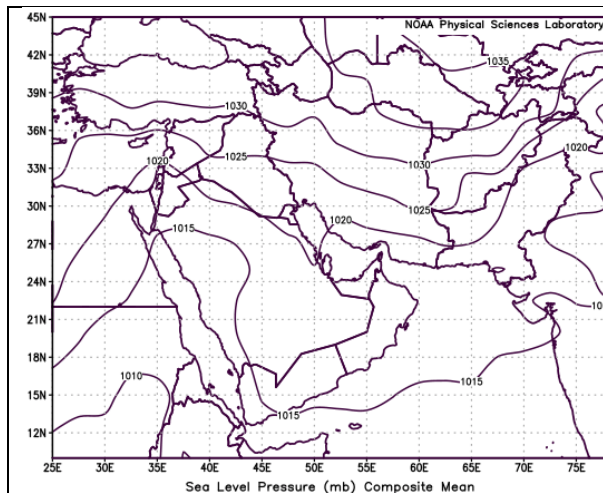 NOAA Physical Sciences Laboratory
45N
42N
39N
36N
33N
30N
27N
24N
21N
18N
15N
12N
1035
1030
1030
1025
1020
1020
1025
1020
1015
10
1010
1015
1015
25E
30E
35E
40E
45E
50E
55E
60E
65E
70E
75E
Sea Level Pressure (mb) Composite Mean